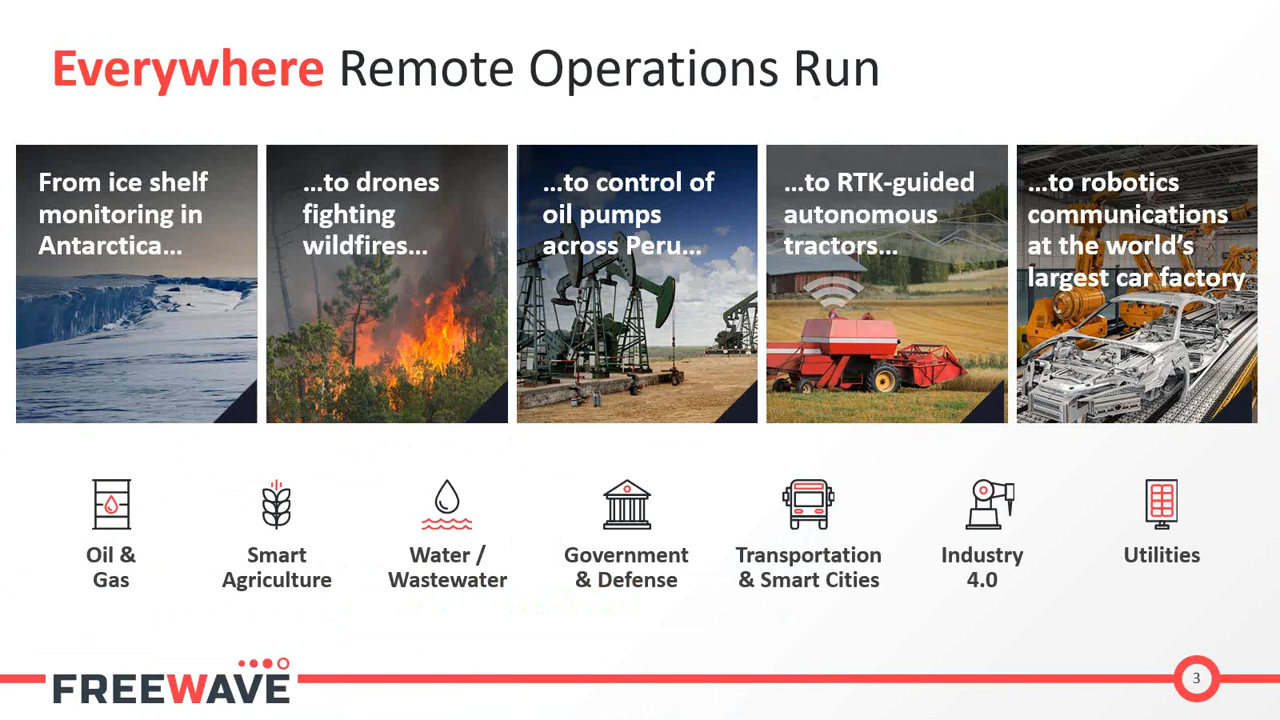 Everywhere Remote Operations Run
From ice shelf
monitoring in
Antarctica...
...to drones
fighting
wildfires...
...to control of
oil pumps
across Peru...
...to RTK-guided
autonomous
tractors...
...to robotics
communications
at the world’s
largest car factory
Oil &
Gas
Smart
Agriculture
Water /
Wastewater
Government
& Defense
Transportation
& Smart Cities
Industry
4.0
Utilities
FREEWAVE
3